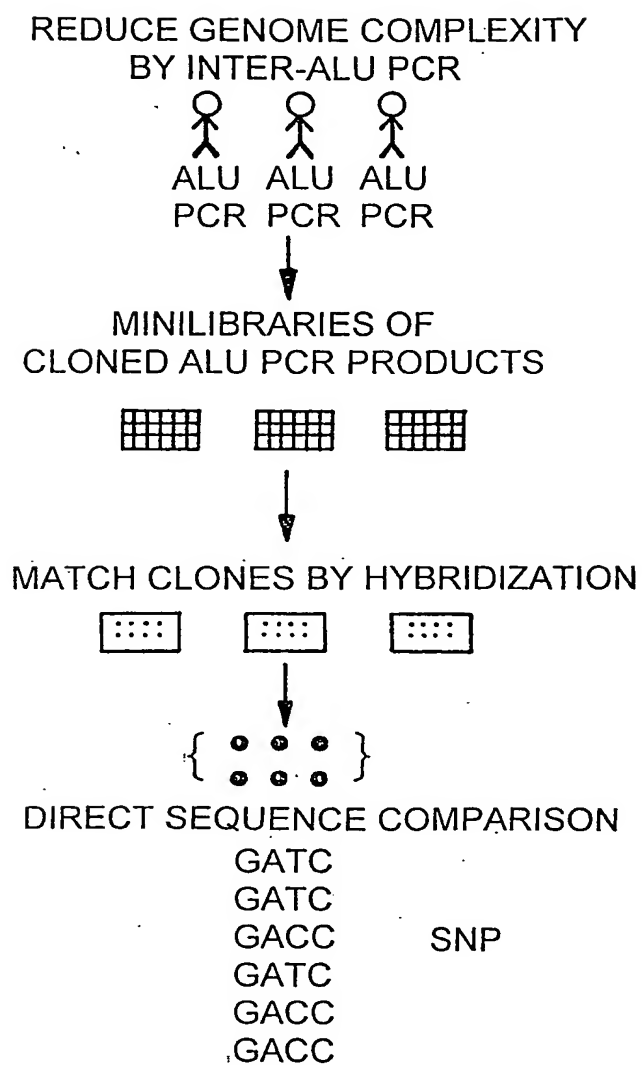 REDUCE GENOME COMPLEXITY
BY INTER-ALU PCR
ALU ALU ALU
PCR PCR PCR
MINILIBRARIES OF
CLONED ALU PCR PRODUCTS
MATCH CLONES BY HYBRIDIZATION
DIRECT SEQUENCE COMPARISON
GATC
GATC
GACC SNP
GATC
GACC
GACC